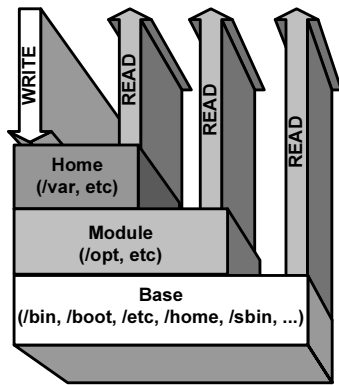 WRITE
READ
READ
READ
Home
(/var, etc)
Module
(/opt, etc)
Base
(/bin, /boot, /etc, /home, /sbin, ...)